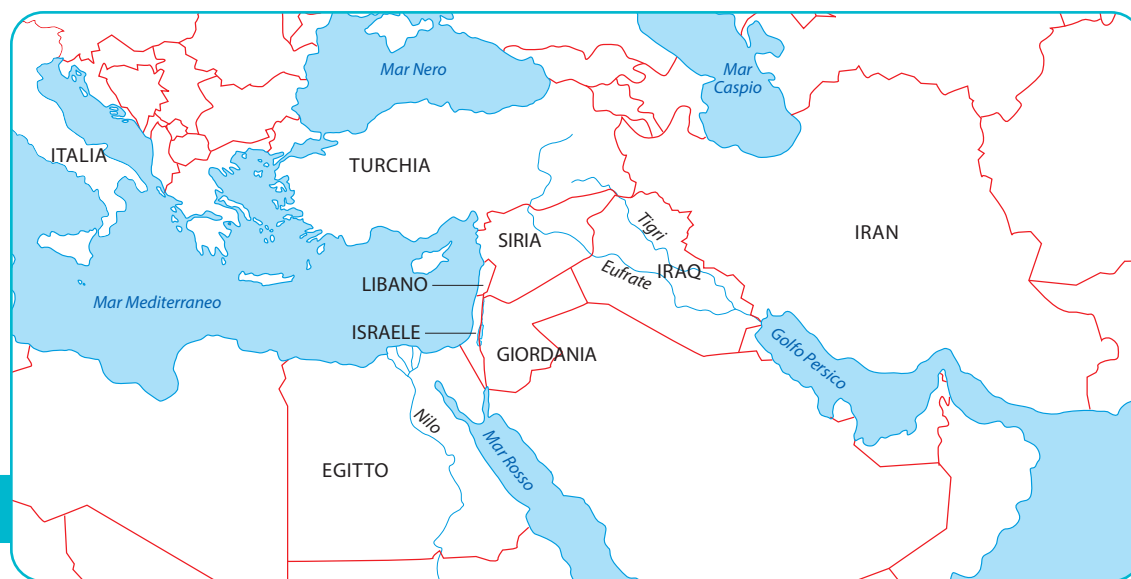 Mar Nero
Mar
Caspio
ITALIA
TURCHIA
Tigri
SIRIA
IRAN
Eufrate
IRAQ
LIBANO
Mar Mediterraneo
ISRAELE
GIORDANIA
Golfo Persico
Nilo
Mar Rosso
EGITTO